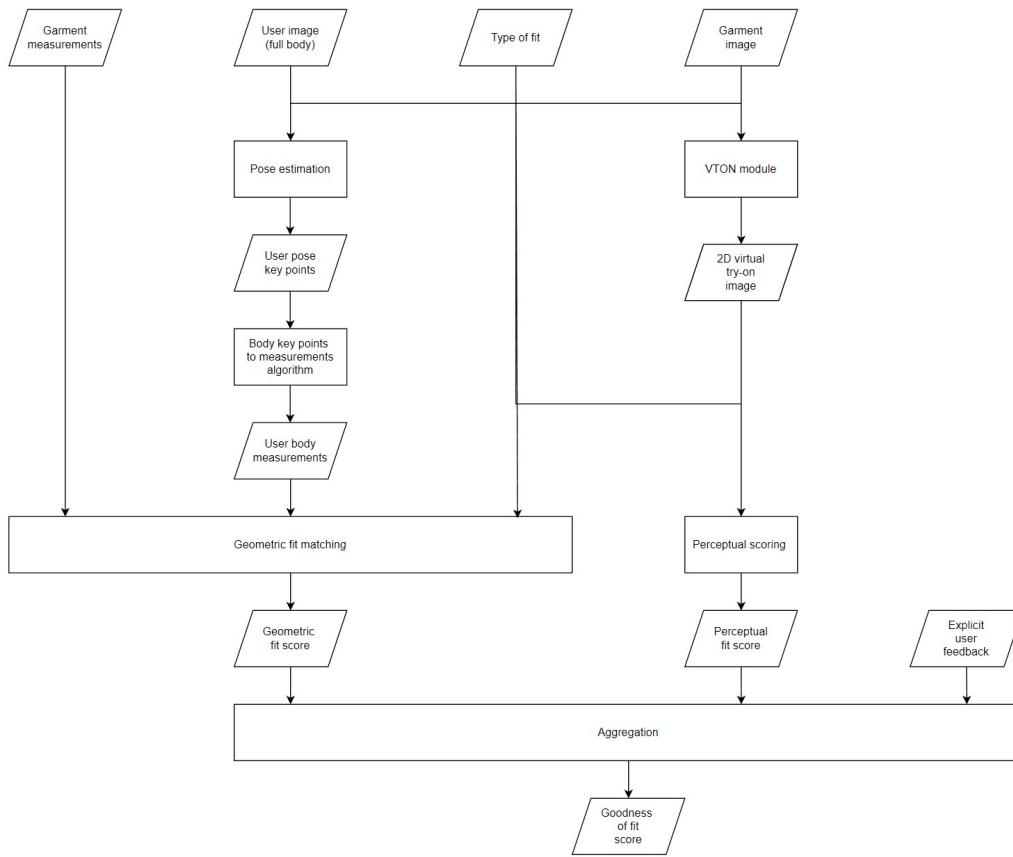 Garment
measurements
User image
(full body)
Type of fit
Garment
image
Pose estimation
VTON module
User pose
key points
2D virtual
try-on
image
Body key points
to measurements
algorithm
User body
measurements
Geometric fit matching
Perceptual scoring
Geometric
fit score
Perceptual
fit score
Explicit
user
feedback
Aggregation
Goodness
of fit
score